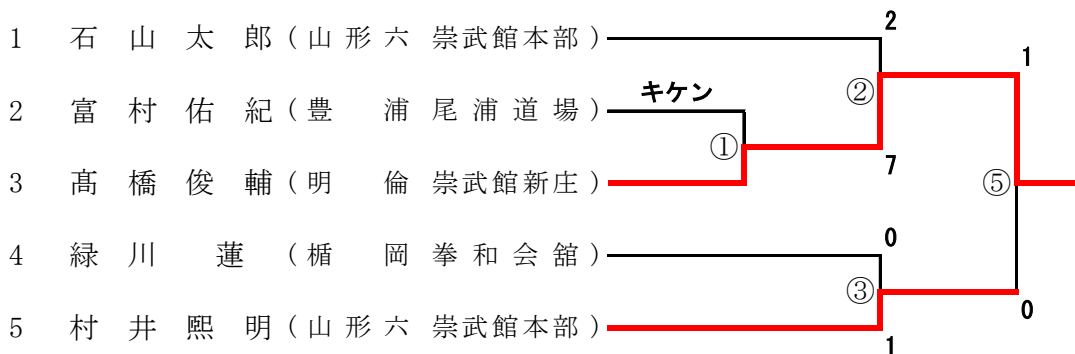 2
1 石山太郎(山形六 崇武館本部)
1
キケン
2 富村佑紀(豊 浦 尾浦道場)
②
①
3 髙橋俊輔(明 倫 崇武館新庄)
7
⑤
0
4 緑川 蓮(楯 岡 拳和会舘)
③
0
5 村井熙明(山形六 崇武館本部)
1